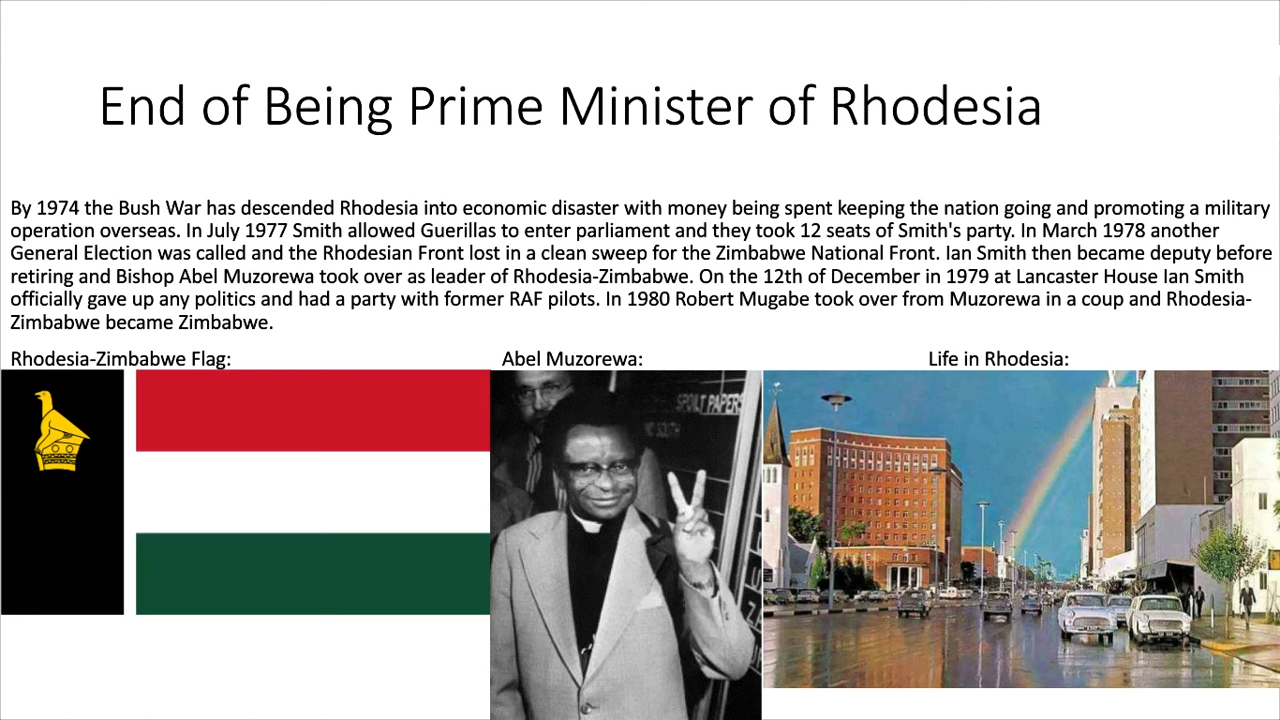 End of Being Prime Minister of Rhodesia
By 1974 the Bush War has descended Rhodesia into economic disaster with money being spent keeping the nation going and promoting a military
operation overseas. In July 1977 Smith allowed Guerillas to enter parliament and they took 12 seats of Smith's party. In March 1978 another
General Election was called and the Rhodesian Front lost in a clean sweep for the Zimbabwe National Front. Ian Smith then became deputy before
retiring and Bishop Abel Muzorewa took over as leader of Rhodesia-Zimbabwe. On the 12th of December in 1979 at Lancaster House Ian Smith
officially gave up any politics and had a party with former RAF pilots. In 1980 Robert Mugabe took over from Muzorewa in a coup and Rhodesia-
Zimbabwe became Zimbabwe.
Rhodesia-Zimbabwe Flag:
Abel Muzorewa:
Life in Rhodesia:
SPOILT PAPERS